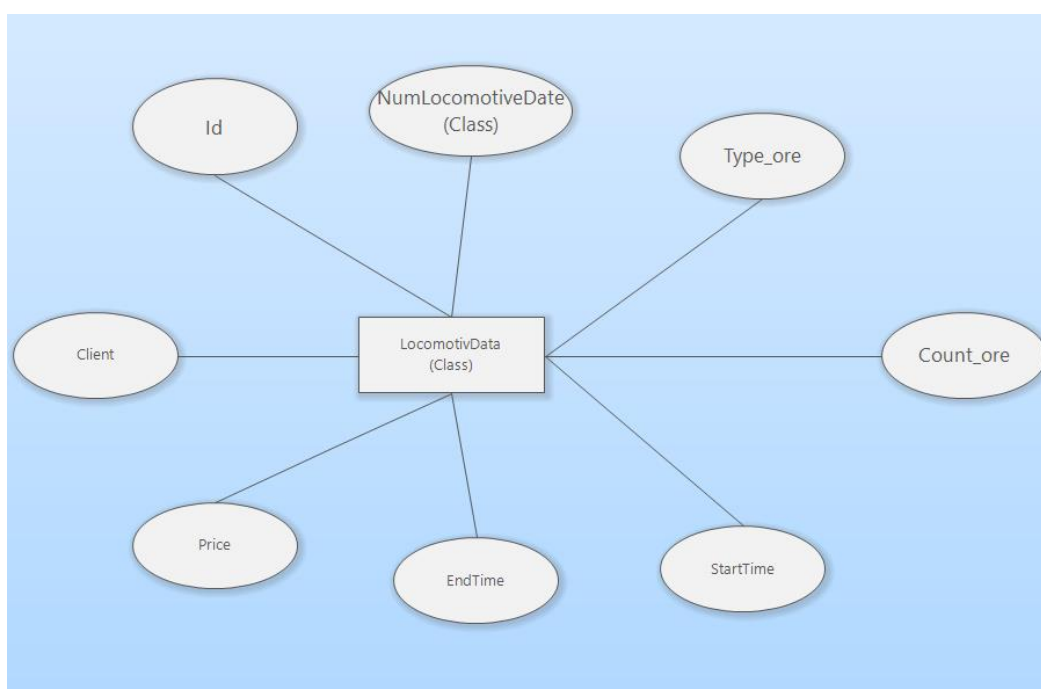 NumLocomotiveDate
(Class)
Id
Type_ore
LocomotivData
(Class)
Client
Count_ore
Price
EndTime
StartTime